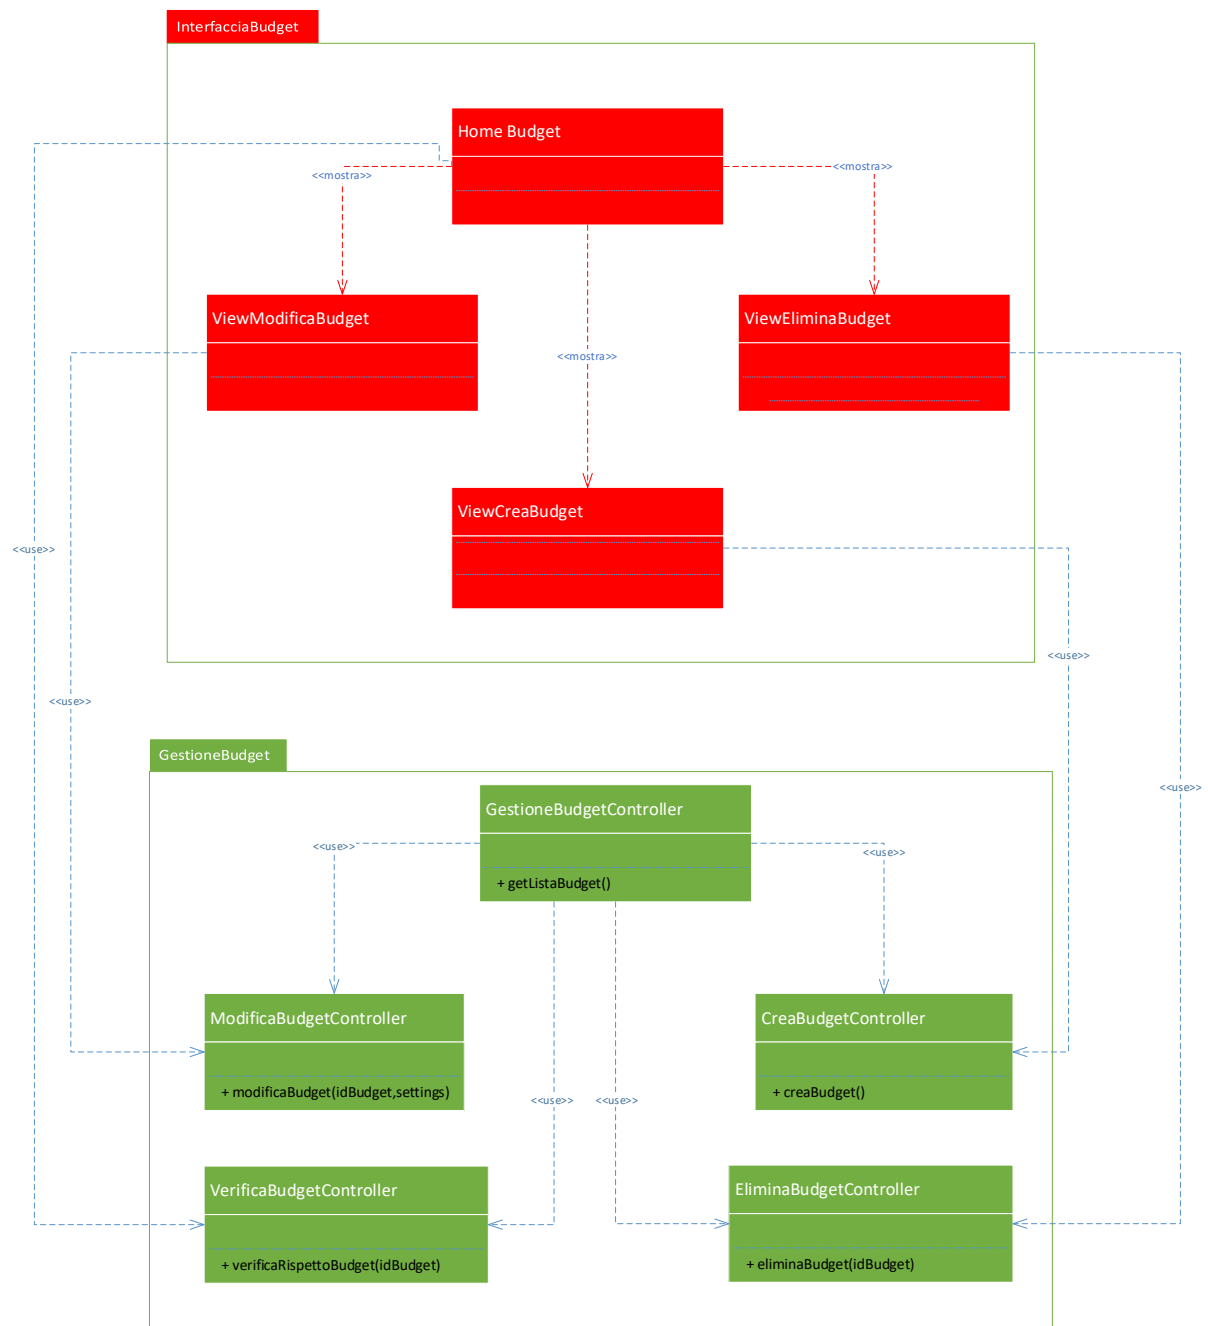 InterfacciaBudget
Home Budget
<<mostra>>
<<mostra>>
ViewModificaBudget
ViewEliminaBudget
<<mostra>>
ViewCreaBudget
<<use>>
<<use>>
<<use>>
GestioneBudget
<<use>>
GestioneBudgetController
+ getListaBudget()
<<use>>
<<use>>
ModificaBudgetController
+ modificaBudget(idBudget,settings)
CreaBudgetController
+ creaBudget()
<<use>>
<<use>>
VerificaBudgetController
+ verificaRispettoBudget(idBudget)
EliminaBudgetController
+ eliminaBudget(idBudget)